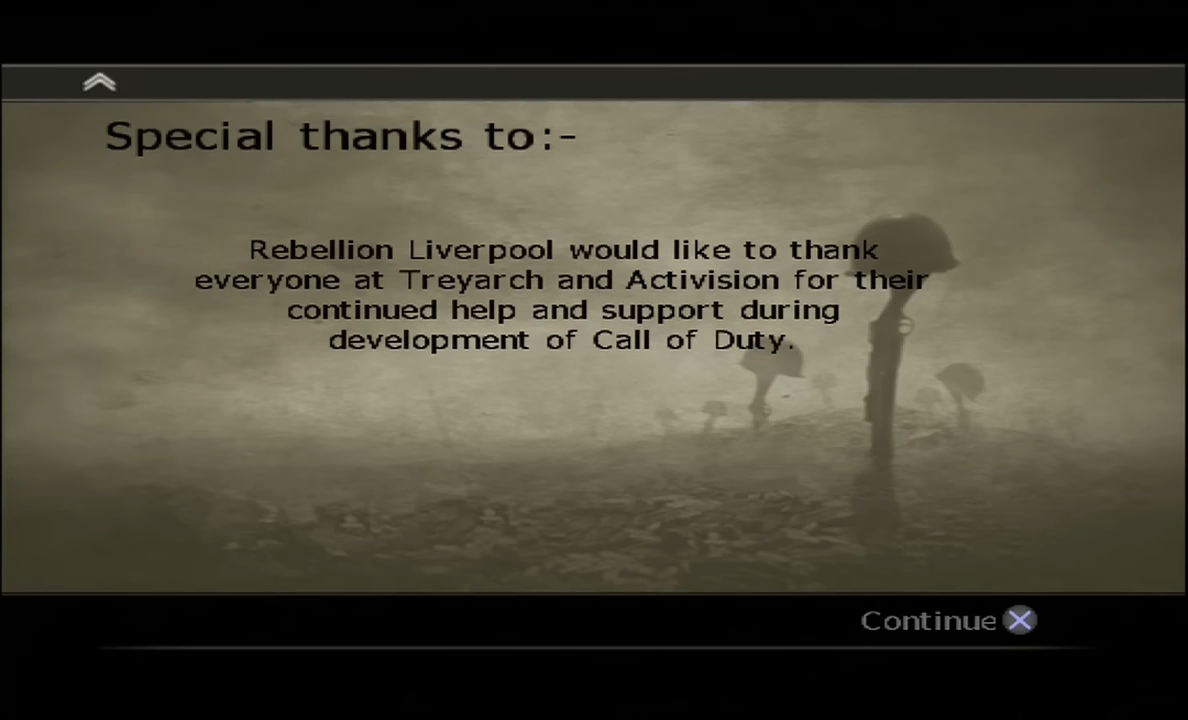 Special thanks to:-
Rebellion Liverpool would like to thank
everyone at Treyarch and Activision for their
continued help and support during
development of Call of Duty.
Continue